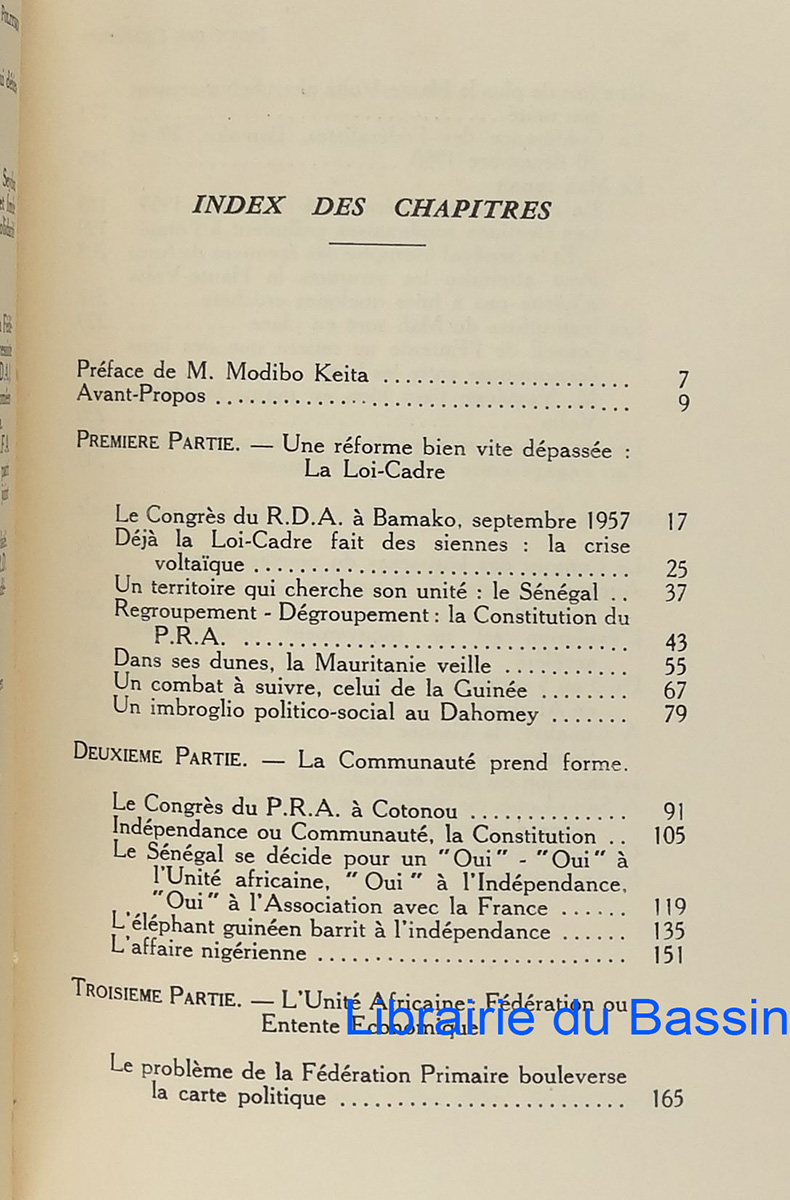 INDEX DES CHAPITRES
Préface de M. Modibo Keita ...................... 7
Avant-Propos .................................... 9
PREMIERE PARTIE. — Une réforme bien vite dépassée :
La Loi-Cadre
Le Congrès du R.D.A. à Bamako, septembre 1957 17
Déjà la Loi-Cadre fait des siennes : la crise
voltaïque ................................. 25
Un territoire qui cherche son unité : le Sénégal .. 37
Regroupement - Dégroupement : la Constitution du
P.R.A. .................................. 43
Dans ses dunes, la Mauritanie veille ........... 55
Un combat à suivre, celui de la Guinée ........ 67
Un imbroglio politico-social au Dahomey ....... 79
DEUXIEME PARTIE. — La Communauté prend forme.
Le Congrès du P.R.A. à Cotonou .............. 91
Indépendance ou Communauté, la Constitution .. 105
Le Sénégal se décide pour un "Oui" - "Oui" à
l'Unité africaine, "Oui" à l'Indépendance,
"Oui" à l'Association avec la France ...... 119
L'éléphant guinéen barrit à l'indépendance ...... 135
L'affaire nigérienne ........................... 151
TROISIEME PARTIE. — L'Unité Africaine: Fédération ou
Entente Economique
Librairie du Bassin
Le problème de la Fédération Primaire bouleverse
la carte politique ......................... 165